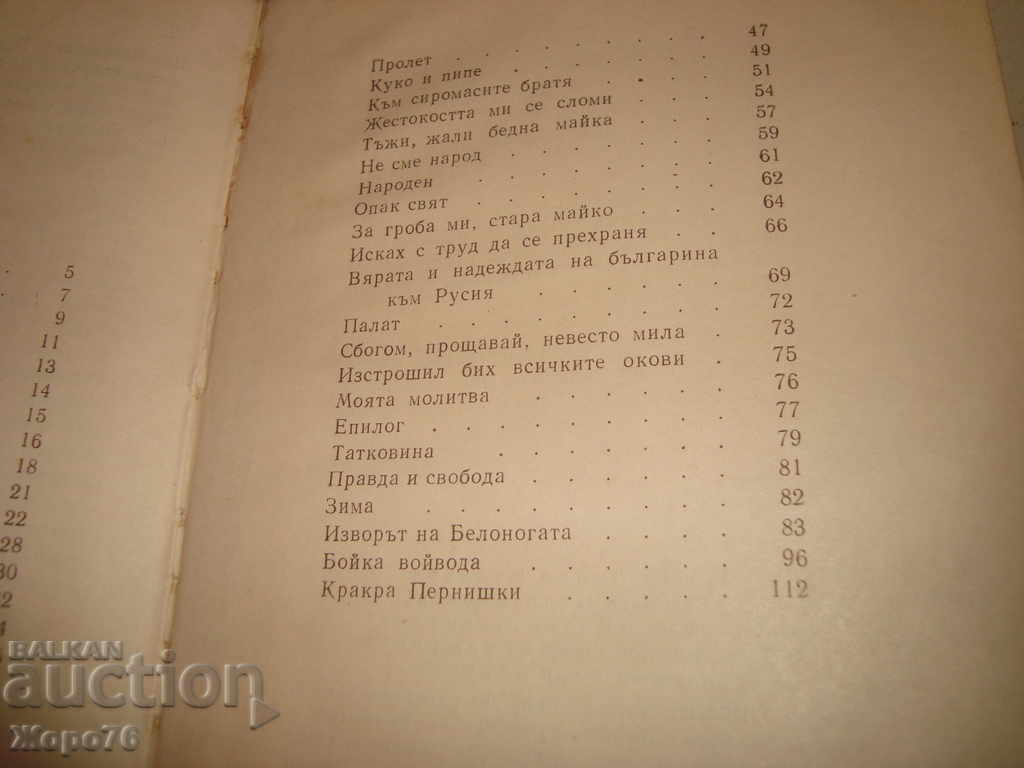 5
7
9
11
13
14
15
16
18
21
22
28
30
Пролет . . . . . . . . 47
Куко и пипе . . . . . . . 49
Към сиромасите братя . . . . 51
Жестокостта ми се сломи . . . 54
Тъжи, жали бедна майка . . . 57
Не сме народ . . . . . . . 59
Народен . . . . . . . . 61
Опак свят . . . . . . . . 62
За гроба ми, стара майко . . . 64
Исках с труд да се прехраня . . 66
Вярата и надеждата на българина
към Русия . . . . . . 69
Палат . . . . . . . . 72
Сбогом, прощавай, невесто мила . 73
Изстрошил бих всичките окови . 75
Моята молитва . . . . . 76
Епилог . . . . . . . . 77
Татковина . . . . . . 79
Правда и свобода . . . . . 81
Зима . . . . . . . . 82
Изворът на Белоногата . . . . 83
Бойка войвода . . . . . 96
Кракра Пернишки . . . . . 112
BALKAN
auction
Жоро76